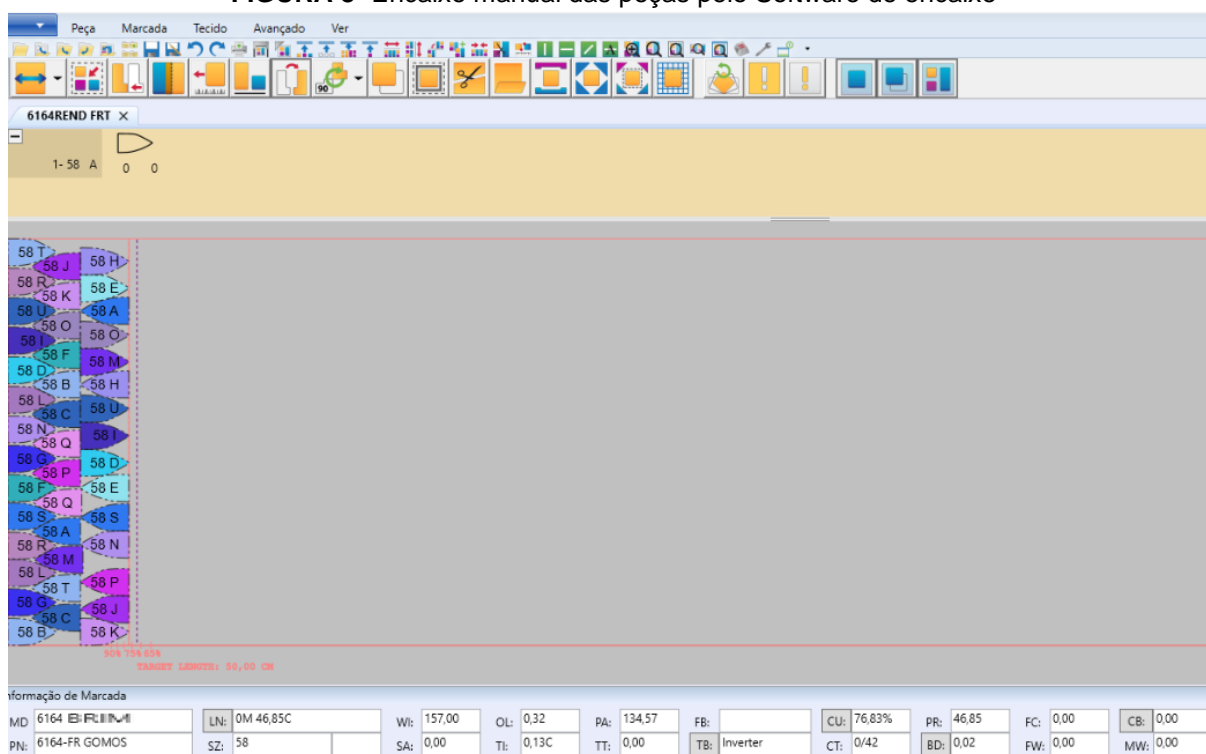 FIGURA 3- Encaixe manual das peças pelo Software de encaixe
Peça Marcada Tecido Avançado Ver
90
6164REND FRT ×
1- 58 A 0 0
58 T
58 J
58 H
58 R
58 K
58 E
58 U
58 A
58 O
58 O
58 I
58 F
58 M
58 D
58 B
58 H
58 L
58 C
58 U
58 N
58 Q
58 I
58 G
58 P
58 D
58 F
58 Q
58 E
58 S
58 A
58 S
58 R
58 M
58 N
58 L
58 T
58 P
58 G
58 C
58 J
58 B
58 K
90% 75% 65%
TARGET LENGTH: 50,00 CM
nformação de Marcada
MD 6164 LN: 0M 46,85C WI: 157,00 OL: 0,32 PA: 134,57 FB: CU: 76,83% PR: 46,85 FC: 0,00 CB: 0,00
PN: 6164-FR GOMOS SZ: 58 SA: 0,00 TI: 0,13C TT: 0,00 TB: Inverter CT: 0/42 BD: 0,02 FW: 0,00 MW: 0,00